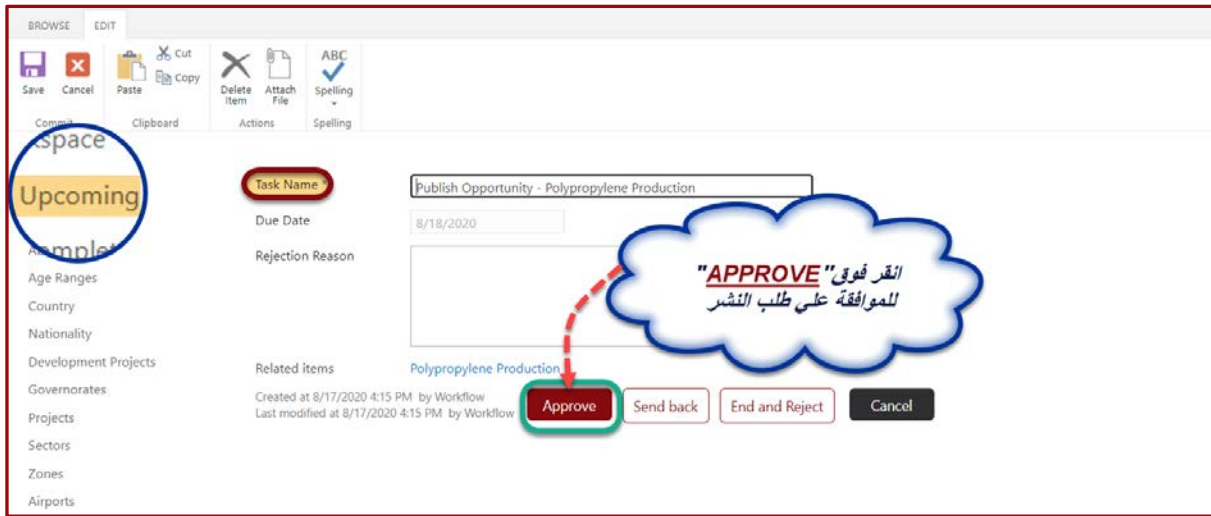 BROWSE EDIT
Save
Cancel
Paste
Cut
Copy
Delete Item
Attach File
ABC
Spelling
Clipboard
Actions
Spelling
Upcoming
Age Ranges
Country
Nationality
Development Projects
Governorates
Projects
Sectors
Zones
Airports
Task Name *
Publish Opportunity - Polypropylene Production
Due Date
8/18/2020
Rejection Reason
انقر فوق "APPROVE"
للموافقة على طلب النشر
Related items
Polypropylene Production
Created at 8/17/2020 4:15 PM by Workflow
Last modified at 8/17/2020 4:15 PM by Workflow
Approve
Send back
End and Reject
Cancel